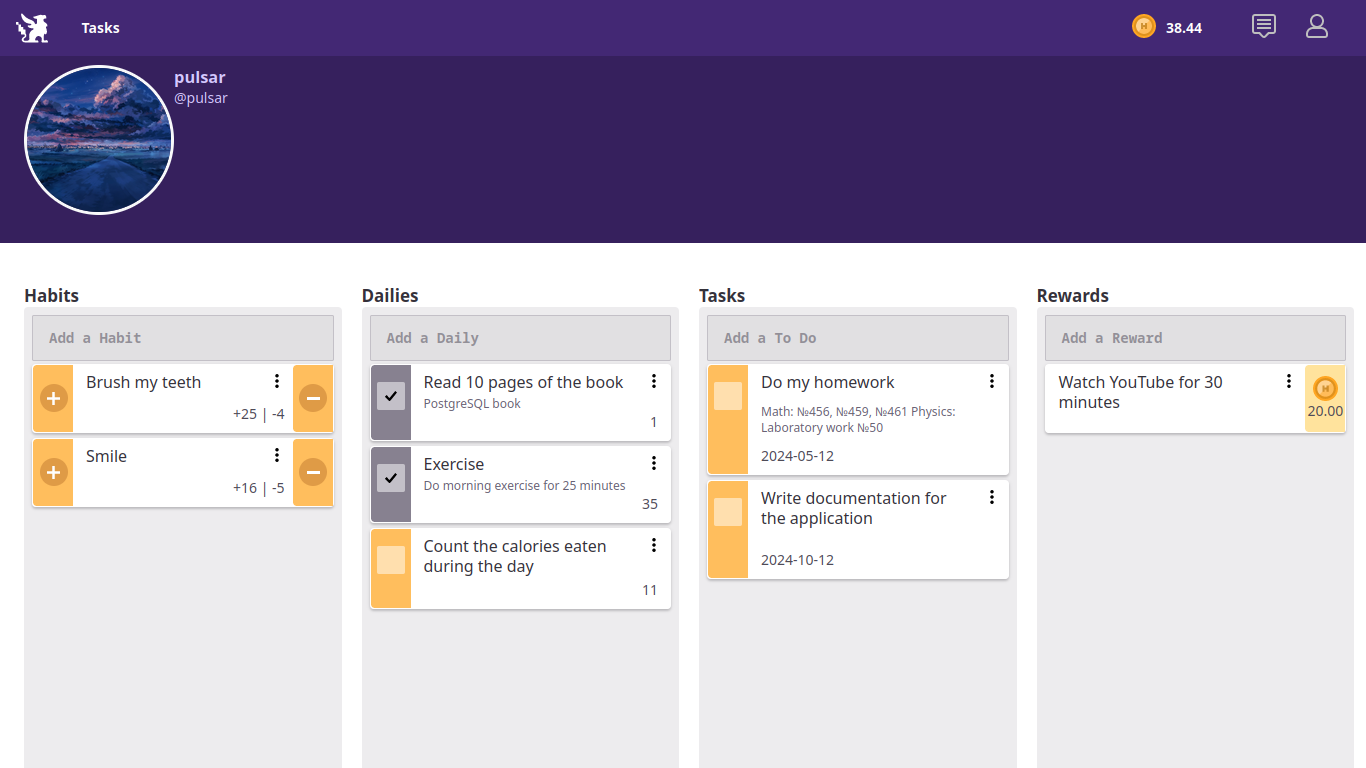 Tasks
38.44
pulsar
@pulsar
Habits
Add a Habit
Brush my teeth
+25 | -4
Smile
+16 | -5
Dailies
Add a Daily
Read 10 pages of the book
PostgreSQL book
1
Exercise
Do morning exercise for 25 minutes
35
Count the calories eaten
during the day
11
Tasks
Add a To Do
Do my homework
Math: №456, №459, №461 Physics:
Laboratory work №50
2024-05-12
Write documentation for
the application
2024-10-12
Rewards
Add a Reward
Watch YouTube for 30
minutes
H
20.00